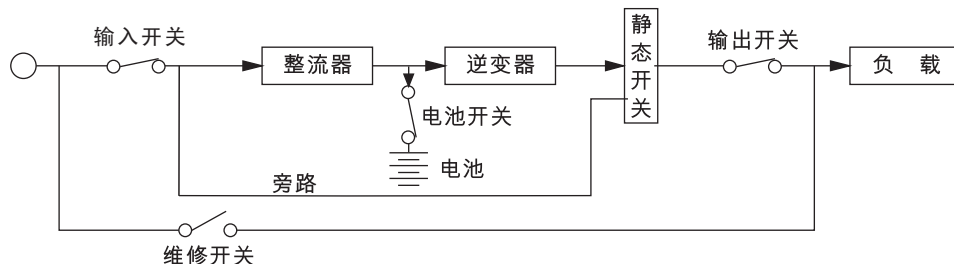 输入开关
整流器
逆变器
静态开关
输出开关
负 载
电池开关
电池
旁路
维修开关